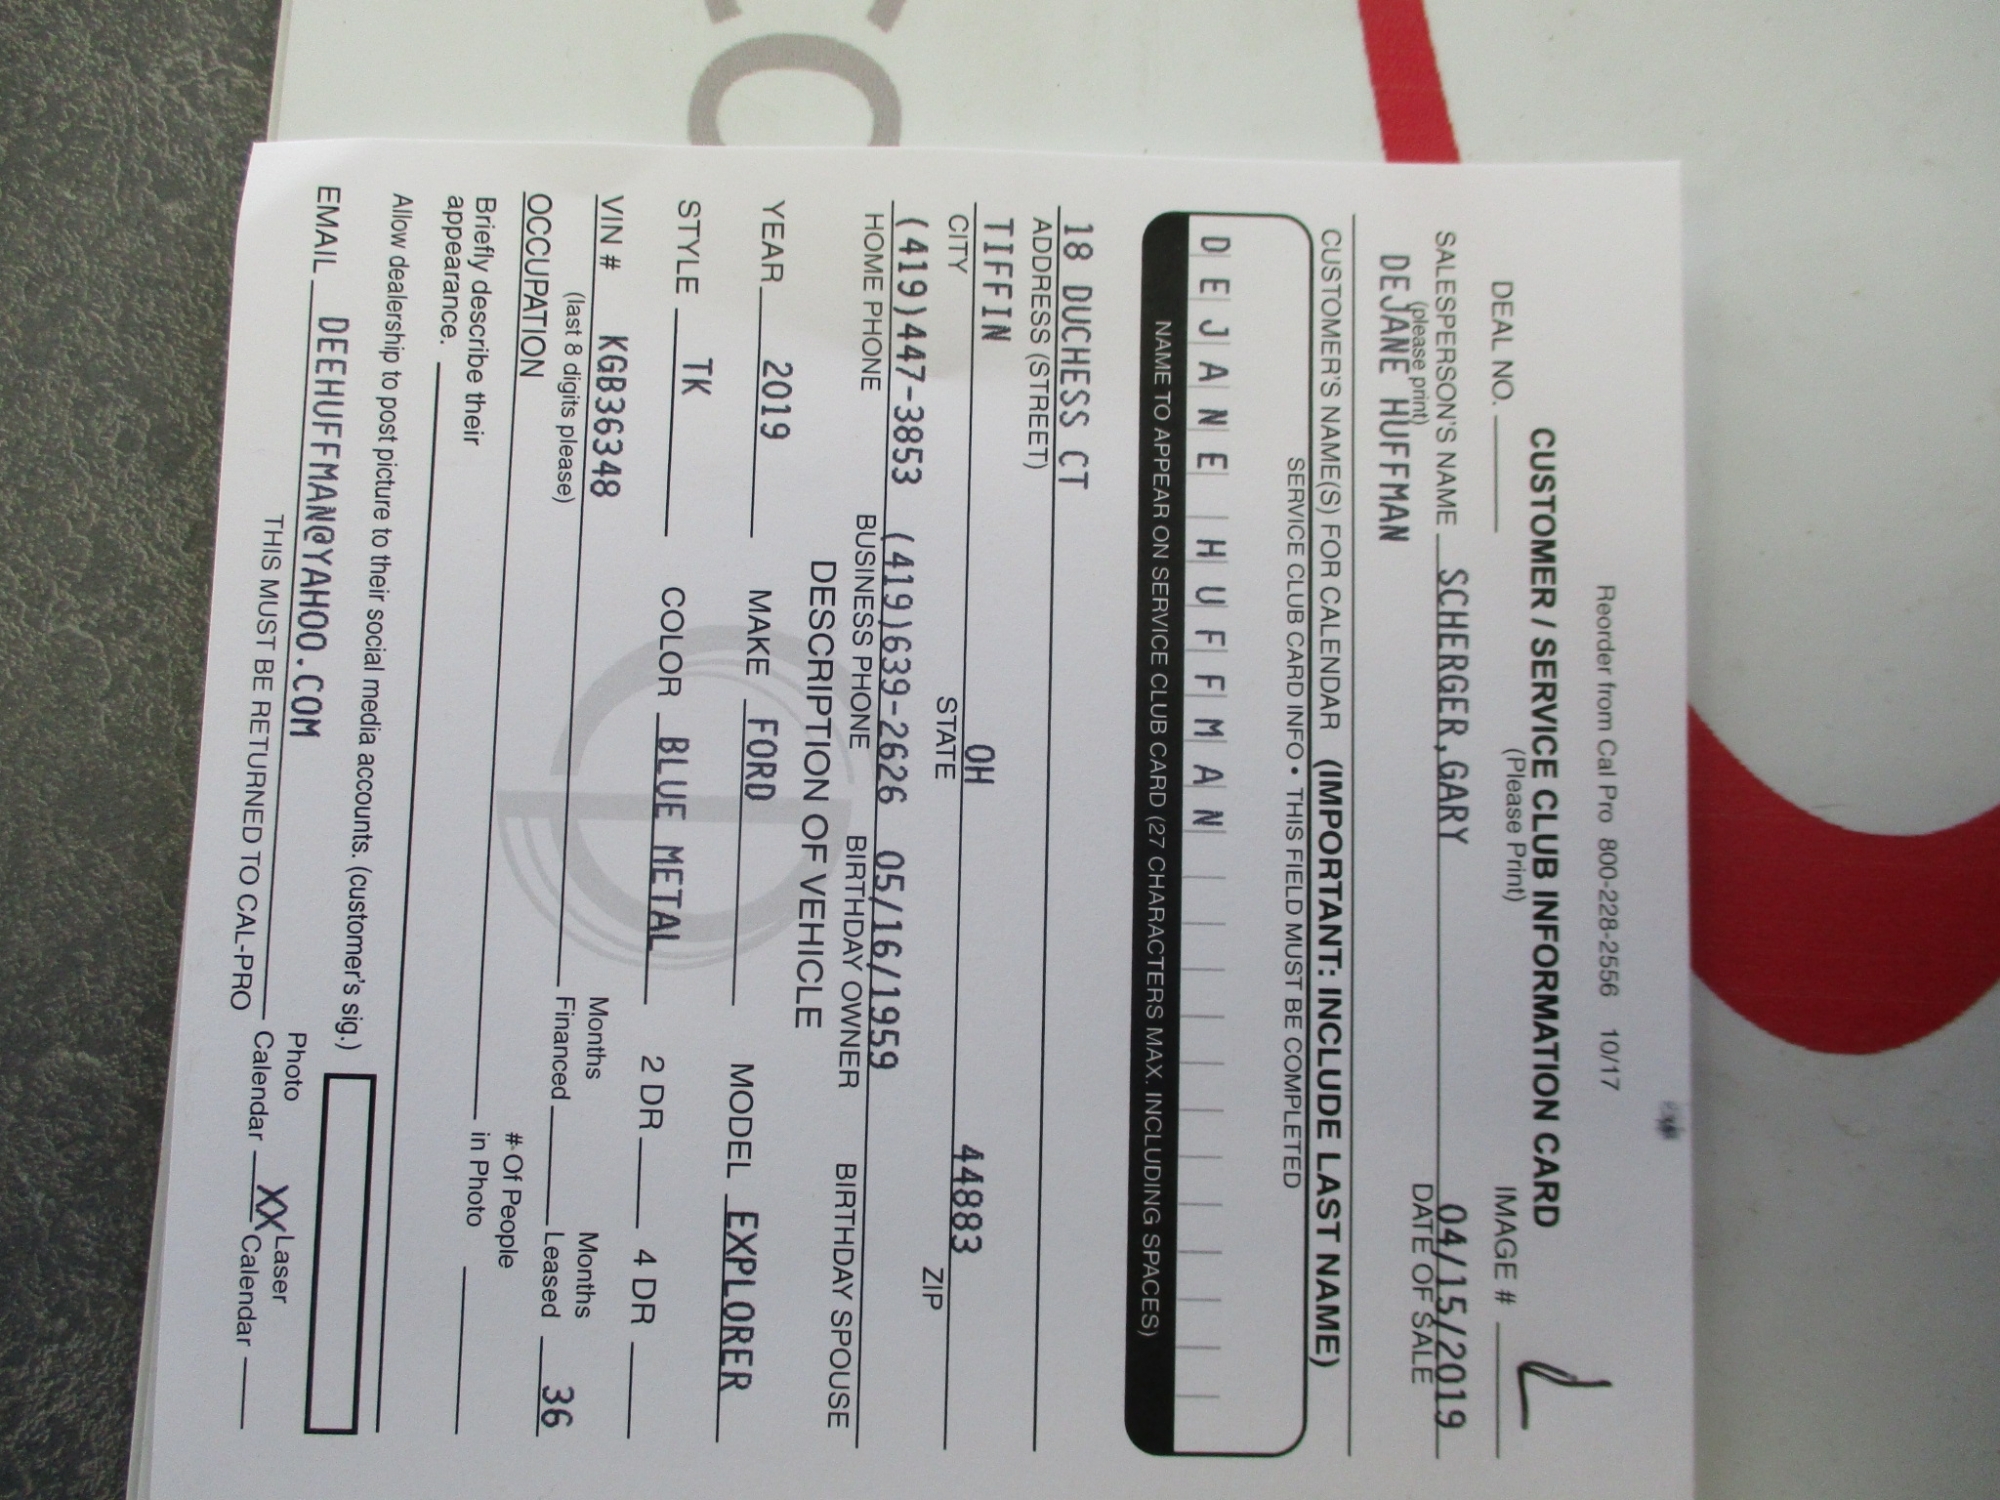 Reorder from Cal Pro 800-228-2556 10/17
CUSTOMER / SERVICE CLUB INFORMATION CARD
(Please Print)
DEAL NO. IMAGE #
SALESPERSON'S NAME SCHERGER,GARY 04/15/2019
(please print) DATE OF SALE
DEJANE HUFFMAN
CUSTOMER'S NAME(S) FOR CALENDAR (IMPORTANT: INCLUDE LAST NAME)
SERVICE CLUB CARD INFO • THIS FIELD MUST BE COMPLETED
DEJANE HUFFMAN
NAME TO APPEAR ON SERVICE CLUB CARD (27 CHARACTERS MAX. INCLUDING SPACES)
18 DUCHESS CT
ADDRESS (STREET)
TIFFIN OH 44883
CITY STATE ZIP
(419)447-3853 (419)639-2626 05/16/1959
HOME PHONE BUSINESS PHONE BIRTHDAY OWNER BIRTHDAY SPOUSE
DESCRIPTION OF VEHICLE
YEAR 2019 MAKE FORD MODEL EXPLORER
STYLE TK COLOR BLUE METAL 2 DR 4 DR
VIN # KGB36348 Months Months
(last 8 digits please) Financed Leased 36
OCCUPATION # Of People
Briefly describe their in Photo
appearance.
Allow dealership to post picture to their social media accounts. (customer's sig.)
EMAIL DEEHUFFMAN@YAHOO.COM Photo Laser
THIS MUST BE RETURNED TO CAL-PRO Calendar XX Calendar